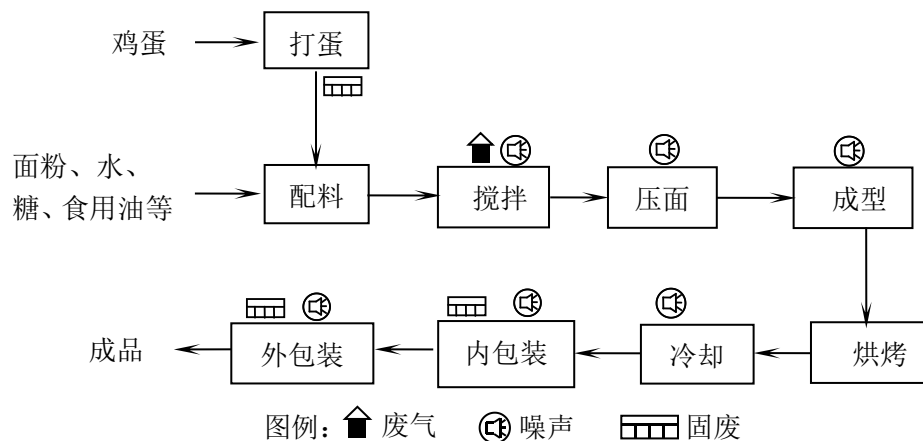 鸡蛋
打蛋
面粉、水、
糖、食用油等
配料
搅拌
压面
成型
成品
外包装
内包装
冷却
烘烤
图例：
废气
噪声
固废